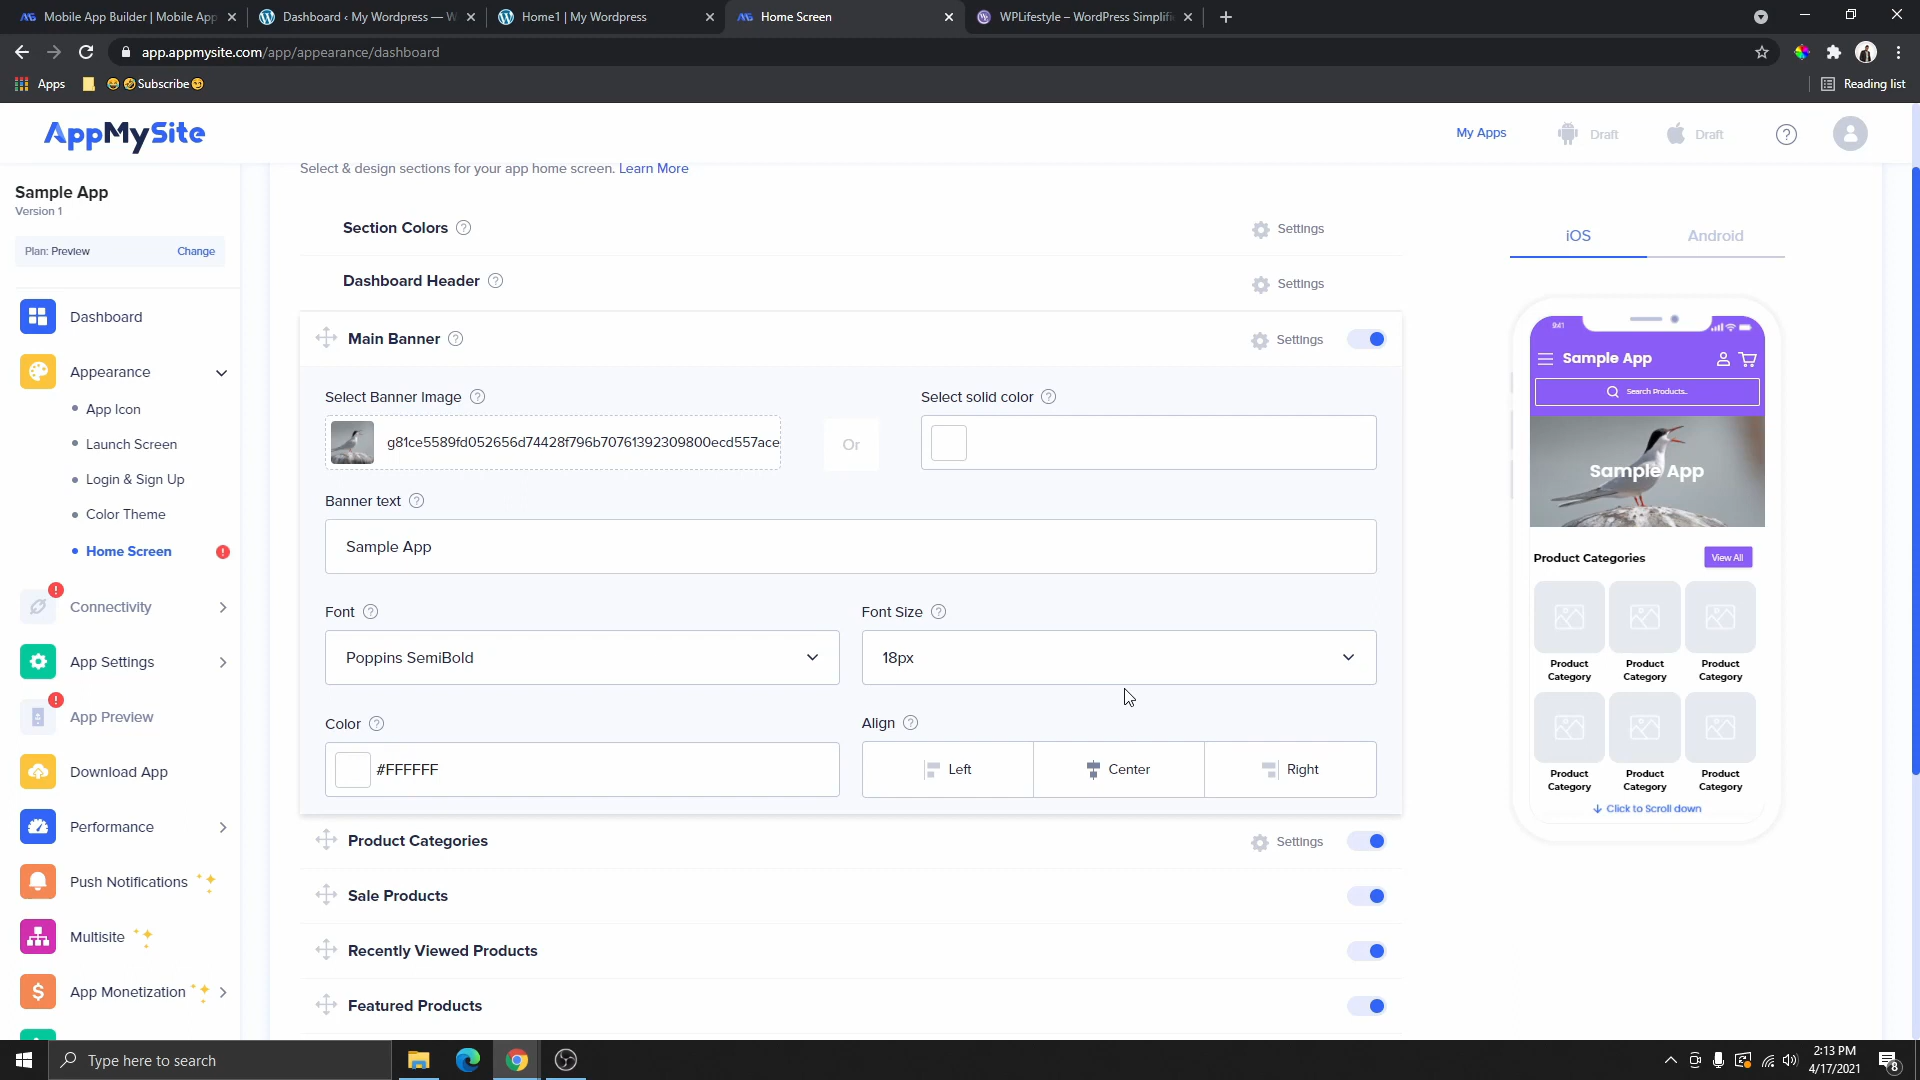 Mobile App Builder | Mobile App
Dashboard ‹ My Wordpress — W
Home1 | My Wordpress
Home Screen
WPLifestyle – WordPress Simplifi
app.appmysite.com/app/appearance/dashboard
Apps
Subscribe
Reading list
AppMySite
My Apps
Draft
Draft
Sample App
Version 1
Plan: Preview
Change
Dashboard
Appearance
App Icon
Launch Screen
Login & Sign Up
Color Theme
Home Screen
Connectivity
App Settings
App Preview
Download App
Performance
Push Notifications
Multisite
App Monetization
Select & design sections for your app home screen. Learn More
Section Colors
Settings
Dashboard Header
Settings
Main Banner
Settings
Select Banner Image
Select solid color
g81ce5589fd052656d74428f796b70761392309800ecd557ace
Or
Banner text
Sample App
Font
Font Size
Poppins SemiBold
18px
Color
Align
#FFFFFF
Left
Center
Right
Product Categories
Settings
Sale Products
Recently Viewed Products
Featured Products
iOS
Android
9:41
Sample App
Search Products..
Sample App
Product Categories
View All
Product Category
Product Category
Product Category
Product Category
Product Category
Product Category
Click to Scroll down
Type here to search
2:13 PM
4/17/2021
8